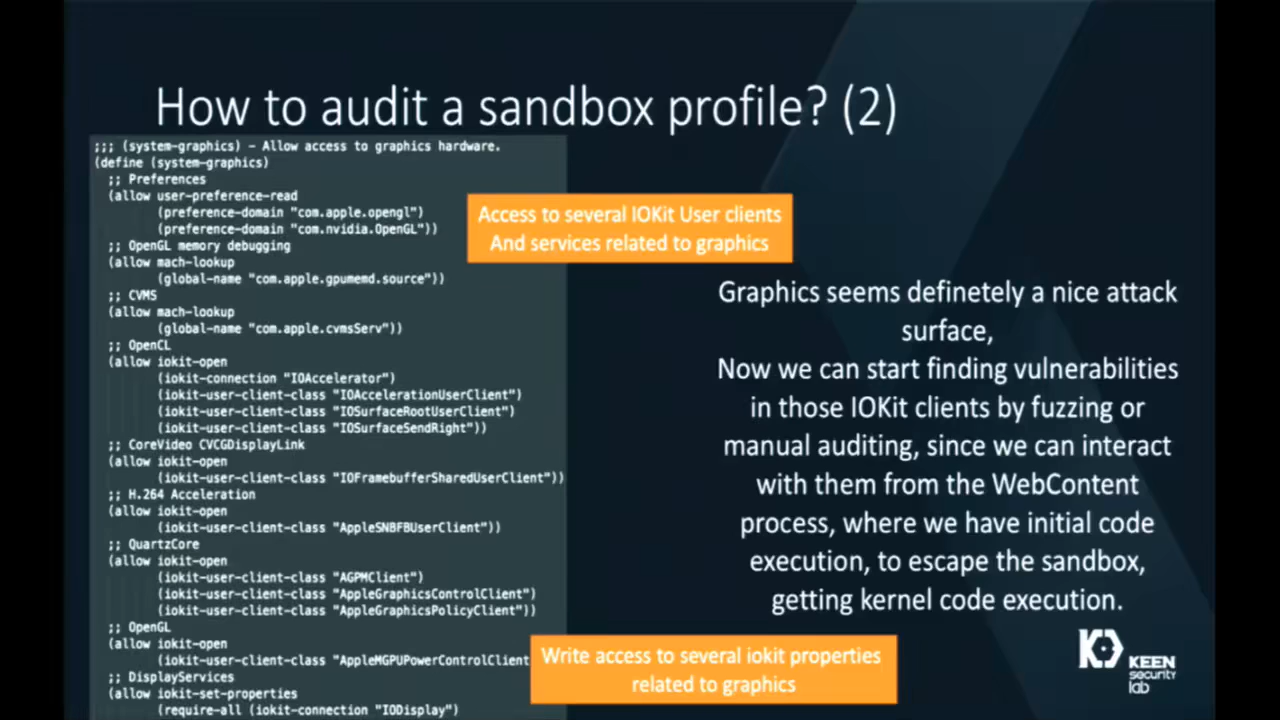 How to audit a sandbox profile? (2)
;;; (system-graphics) – Allow access to graphics hardware.
(define (system-graphics)
;; Preferences
(allow user-preference-read
(preference-domain "com.apple.opengl")
(preference-domain "com.nvidia.OpenGL"))
;; OpenGL memory debugging
(allow mach-lookup
(global-name "com.apple.gpumemd.source"))
;; CVMS
(allow mach-lookup
(global-name "com.apple.cvmsServ"))
;; OpenCL
(allow iokit-open
(iokit-connection "IOAccelerator")
(iokit-user-client-class "IOAccelerationUserClient")
(iokit-user-client-class "IOSurfaceRootUserClient")
(iokit-user-client-class "IOSurfaceSendRight"))
;; CoreVideo CVCGDisplayLink
(allow iokit-open
(iokit-user-client-class "IOFramebufferSharedUserClient"))
;; H.264 Acceleration
(allow iokit-open
(iokit-user-client-class "AppleSNBFBUserClient"))
;; QuartzCore
(allow iokit-open
(iokit-user-client-class "AGPMClient")
(iokit-user-client-class "AppleGraphicsControlClient")
(iokit-user-client-class "AppleGraphicsPolicyClient"))
;; OpenGL
(allow iokit-open
(iokit-user-client-class "AppleMGPUPowerControlClient
;; DisplayServices
(allow iokit-set-properties
(require-all (iokit-connection "IODisplay")
Access to several IOKit User clients
And services related to graphics
Graphics seems definetely a nice attack
surface,
Now we can start finding vulnerabilities
in those IOKit clients by fuzzing or
manual auditing, since we can interact
with them from the WebContent
process, where we have initial code
execution, to escape the sandbox,
getting kernel code execution.
Write access to several iokit properties
related to graphics
KEEN
security
lab